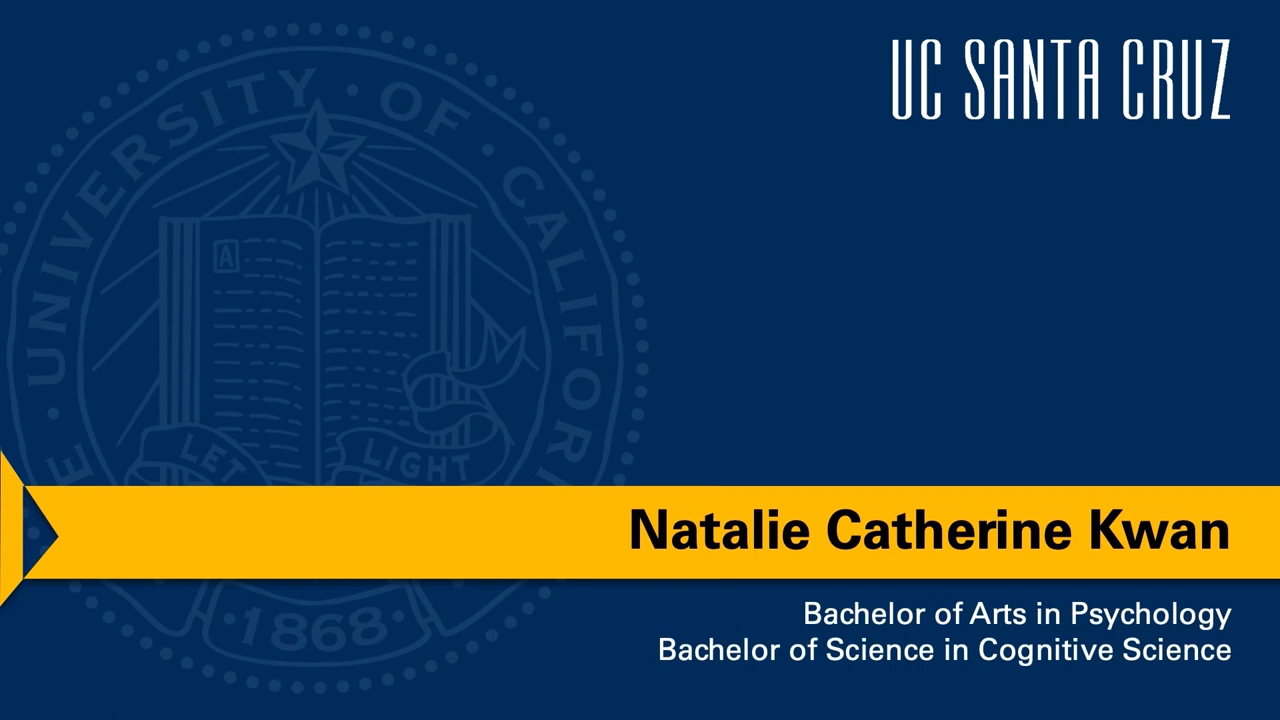 UC SANTA CRUZ
UNIVERSITY · OF · CALIFORI
E
A
LET
LIGHT
Natalie Catherine Kwan
·1868·
Bachelor of Arts in Psychology
Bachelor of Science in Cognitive Science